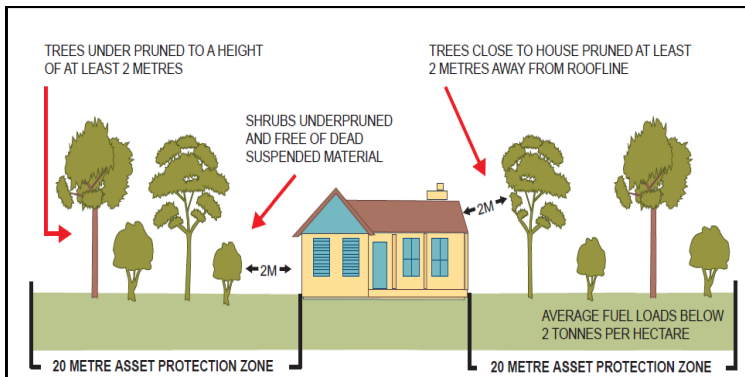 TREES UNDER PRUNED TO A HEIGHT
OF AT LEAST 2 METRES
TREES CLOSE TO HOUSE PRUNED AT LEAST
2 METRES AWAY FROM ROOFLINE
SHRUBS UNDERPRUNED
AND FREE OF DEAD
SUSPENDED MATERIAL
2M
2M
AVERAGE FUEL LOADS BELOW
2 TONNES PER HECTARE
20 METRE ASSET PROTECTION ZONE
20 METRE ASSET PROTECTION ZONE